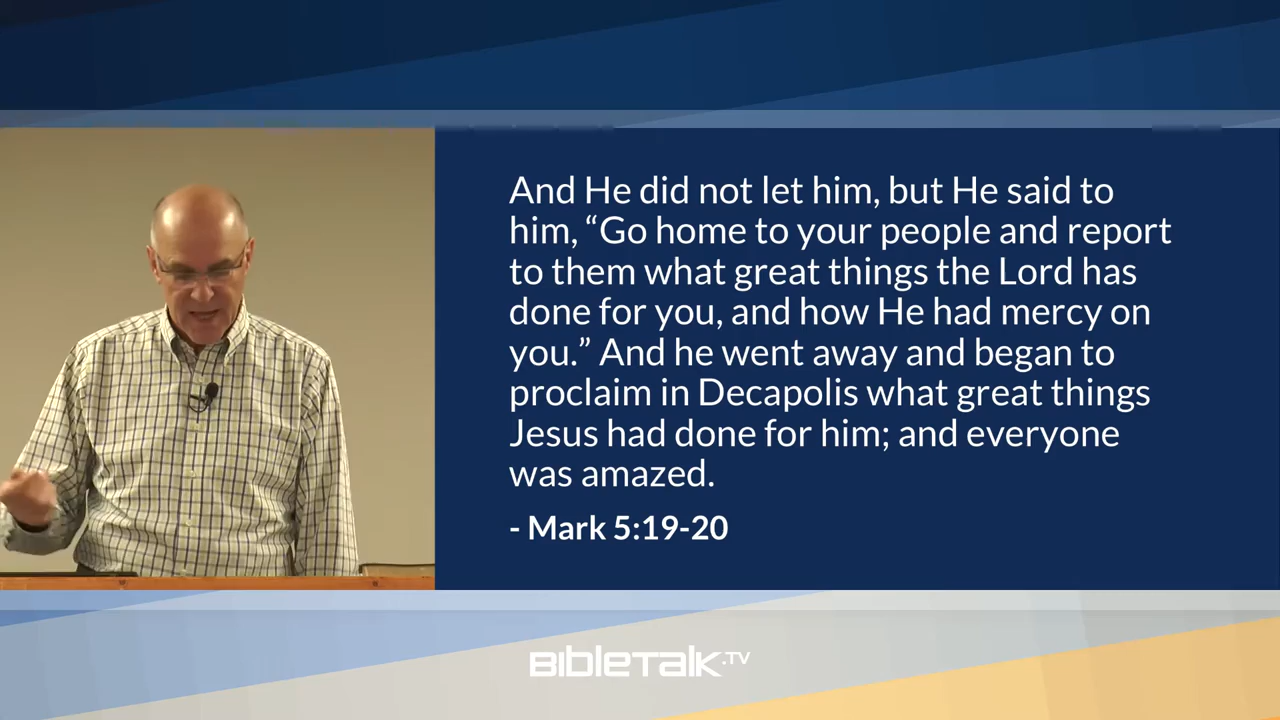 And He did not let him, but He said to
him, “Go home to your people and report
to them what great things the Lord has
done for you, and how He had mercy on
you.” And he went away and began to
proclaim in Decapolis what great things
Jesus had done for him; and everyone
was amazed.
- Mark 5:19-20
BibleTalk.TV